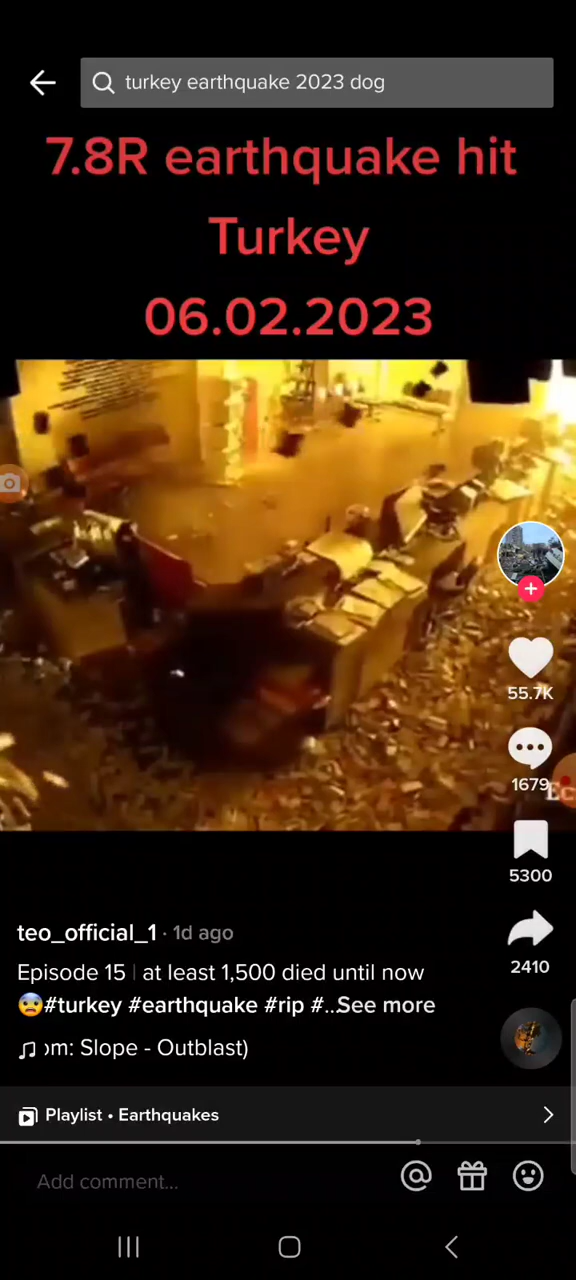 turkey earthquake 2023 dog
7.8R earthquake hit
Turkey
06.02.2023
55.7K
1679
Ec
5300
teo_official_1 · 1d ago
2410
Episode 15 | at least 1,500 died until now
😨#turkey #earthquake #rip #...See more
om: Slope - Outblast)
Playlist • Earthquakes
Add comment...